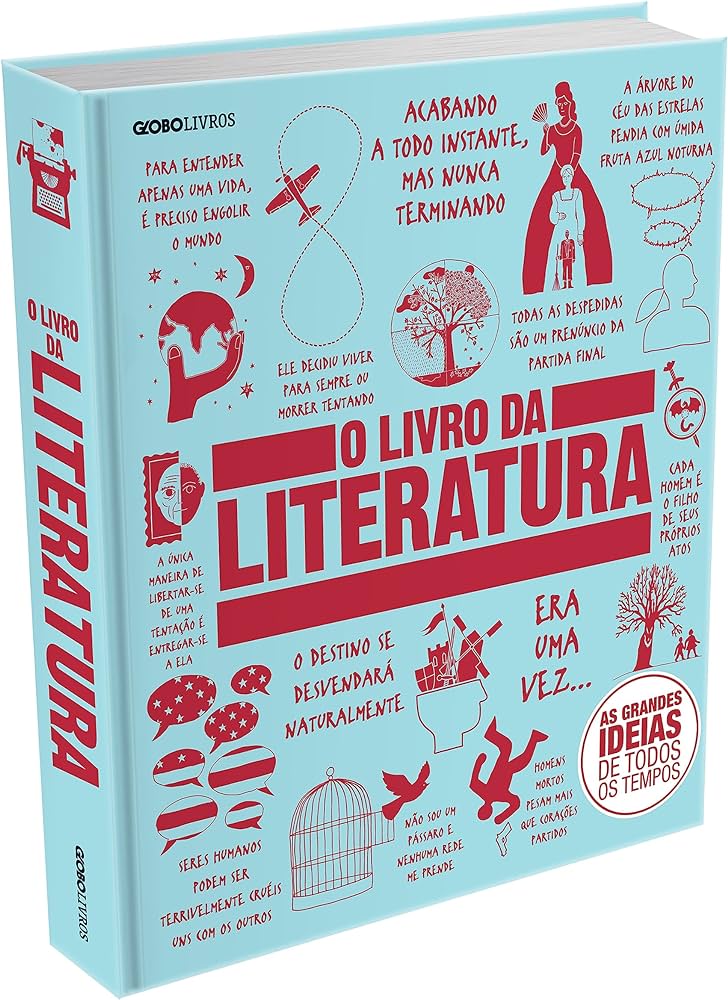 GLOBOLIVROS
PARA ENTENDER
APENAS UMA VIDA,
É PRECISO ENGOLIR
O MUNDO
ACABANDO
A TODO INSTANTE,
MAS NUNCA
TERMINANDO
A ÁRVORE DO
CÉU DAS ESTRELAS
PENDIA COM ÚMIDA
FRUTA AZUL NOTURNA
ELE DECIDIU VIVER
PARA SEMPRE OU
MORRER TENTANDO
TODAS AS DESPEDIDAS
SÃO UM PRENÚNCIO DA
PARTIDA FINAL
O LIVRO DA
LITERATURA
CADA
HOMEM É
O FILHO
DE SEUS
PRÓPRIOS
ATOS
A ÚNICA
MANEIRA DE
LIBERTAR-SE
DE UMA
TENTAÇÃO É
ENTREGAR-SE
A ELA
O DESTINO SE
DESVENDARÁ
NATURALMENTE
ERA
UMA
VEZ...
AS GRANDES
IDEIAS
DE TODOS
OS TEMPOS
SERES HUMANOS
PODEM SER
TERRIVELMENTE CRUÉIS
UNS COM OS OUTROS
NÃO SOU UM
PÁSSARO E
NENHUMA REDE
ME PRENDE
HOMENS
MORTOS
PESAM MAIS
QUE CORAÇÕES
PARTIDOS
O LIVRO
DA
LITERATURA
GLOBOLIVROS